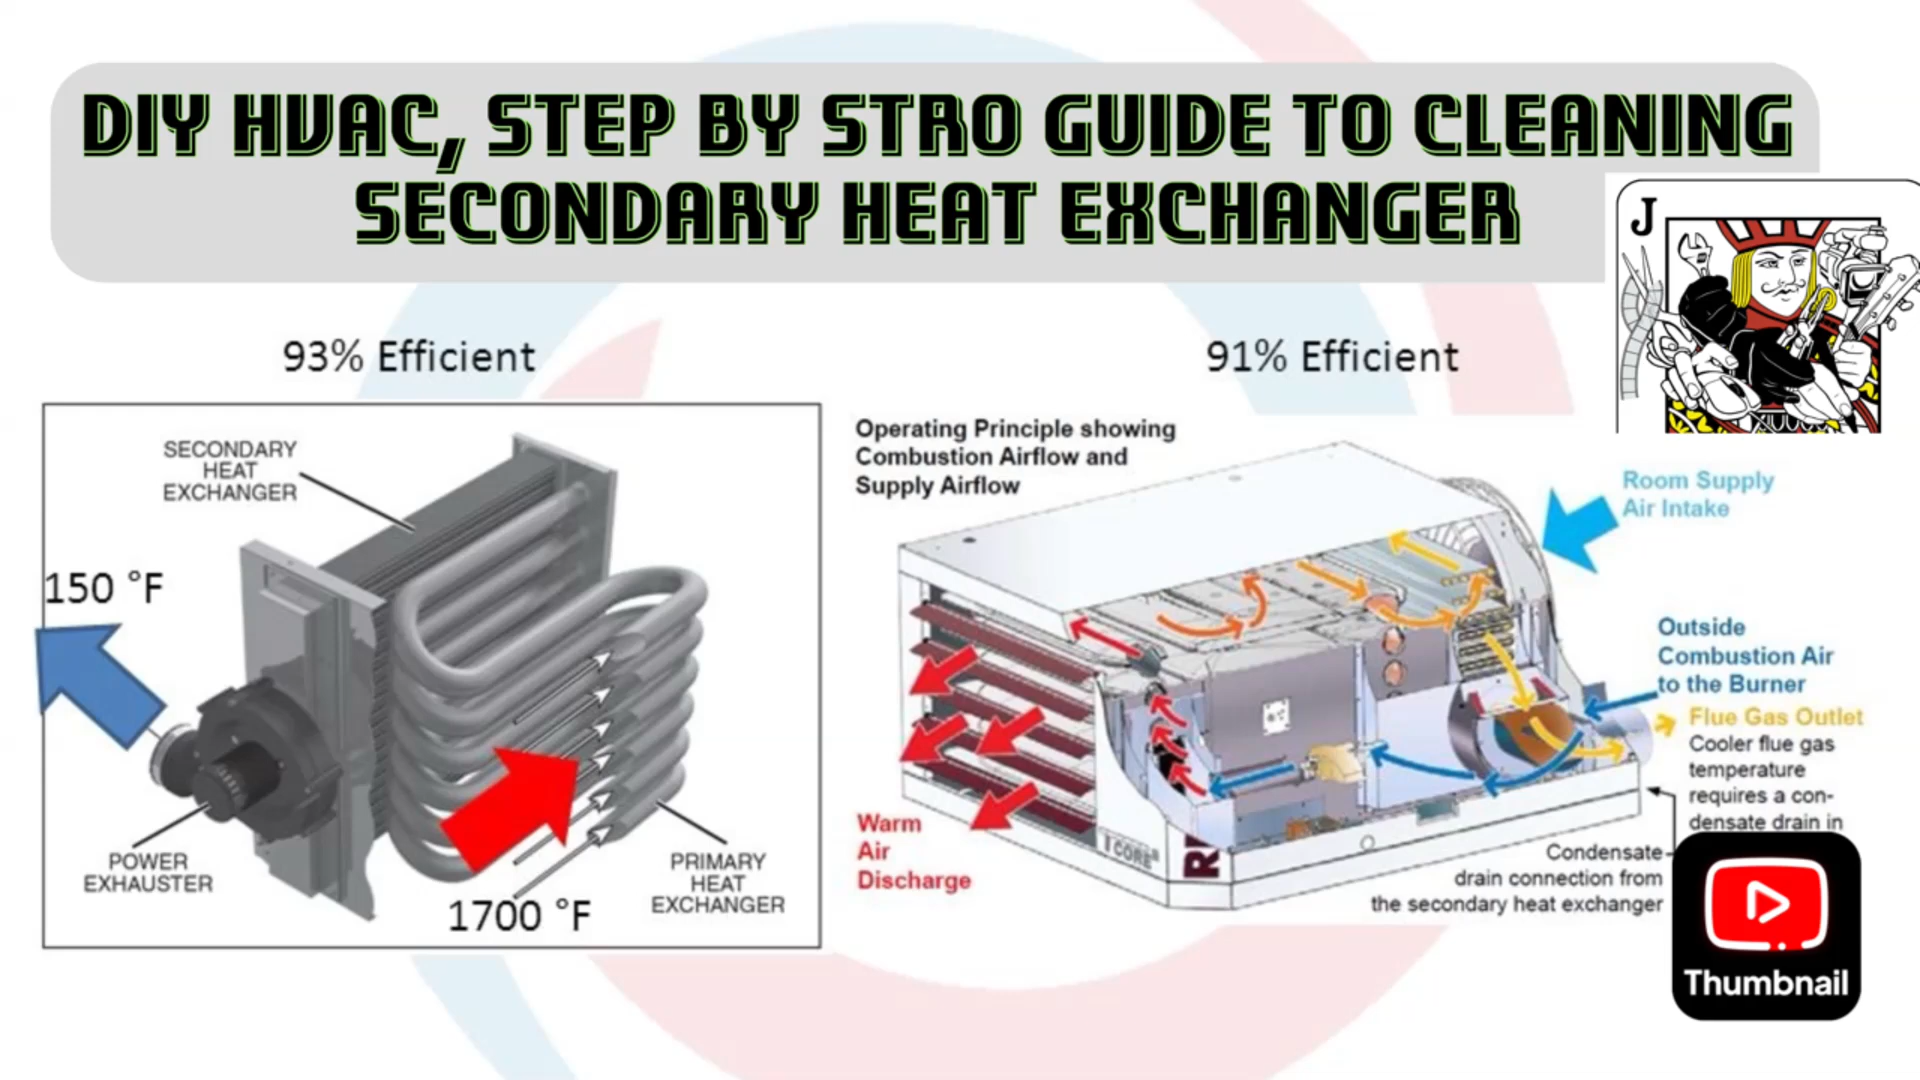 DIY HVAC, STEP BY STRO GUIDE TO CLEANING
SECONDARY HEAT EXCHANGER
J
93% Efficient
91% Efficient
SECONDARY
HEAT
EXCHANGER
150 °F
POWER
EXHAUSTER
1700 °F
PRIMARY
HEAT
EXCHANGER
Operating Principle showing
Combustion Airflow and
Supply Airflow
Room Supply
Air Intake
Outside
Combustion Air
to the Burner
Flue Gas Outlet
Cooler flue gas
temperature
requires a con-
densate drain in
Warm
Air
Discharge
TCORE
Condensate
drain connection from
the secondary heat exchanger
Thumbnail